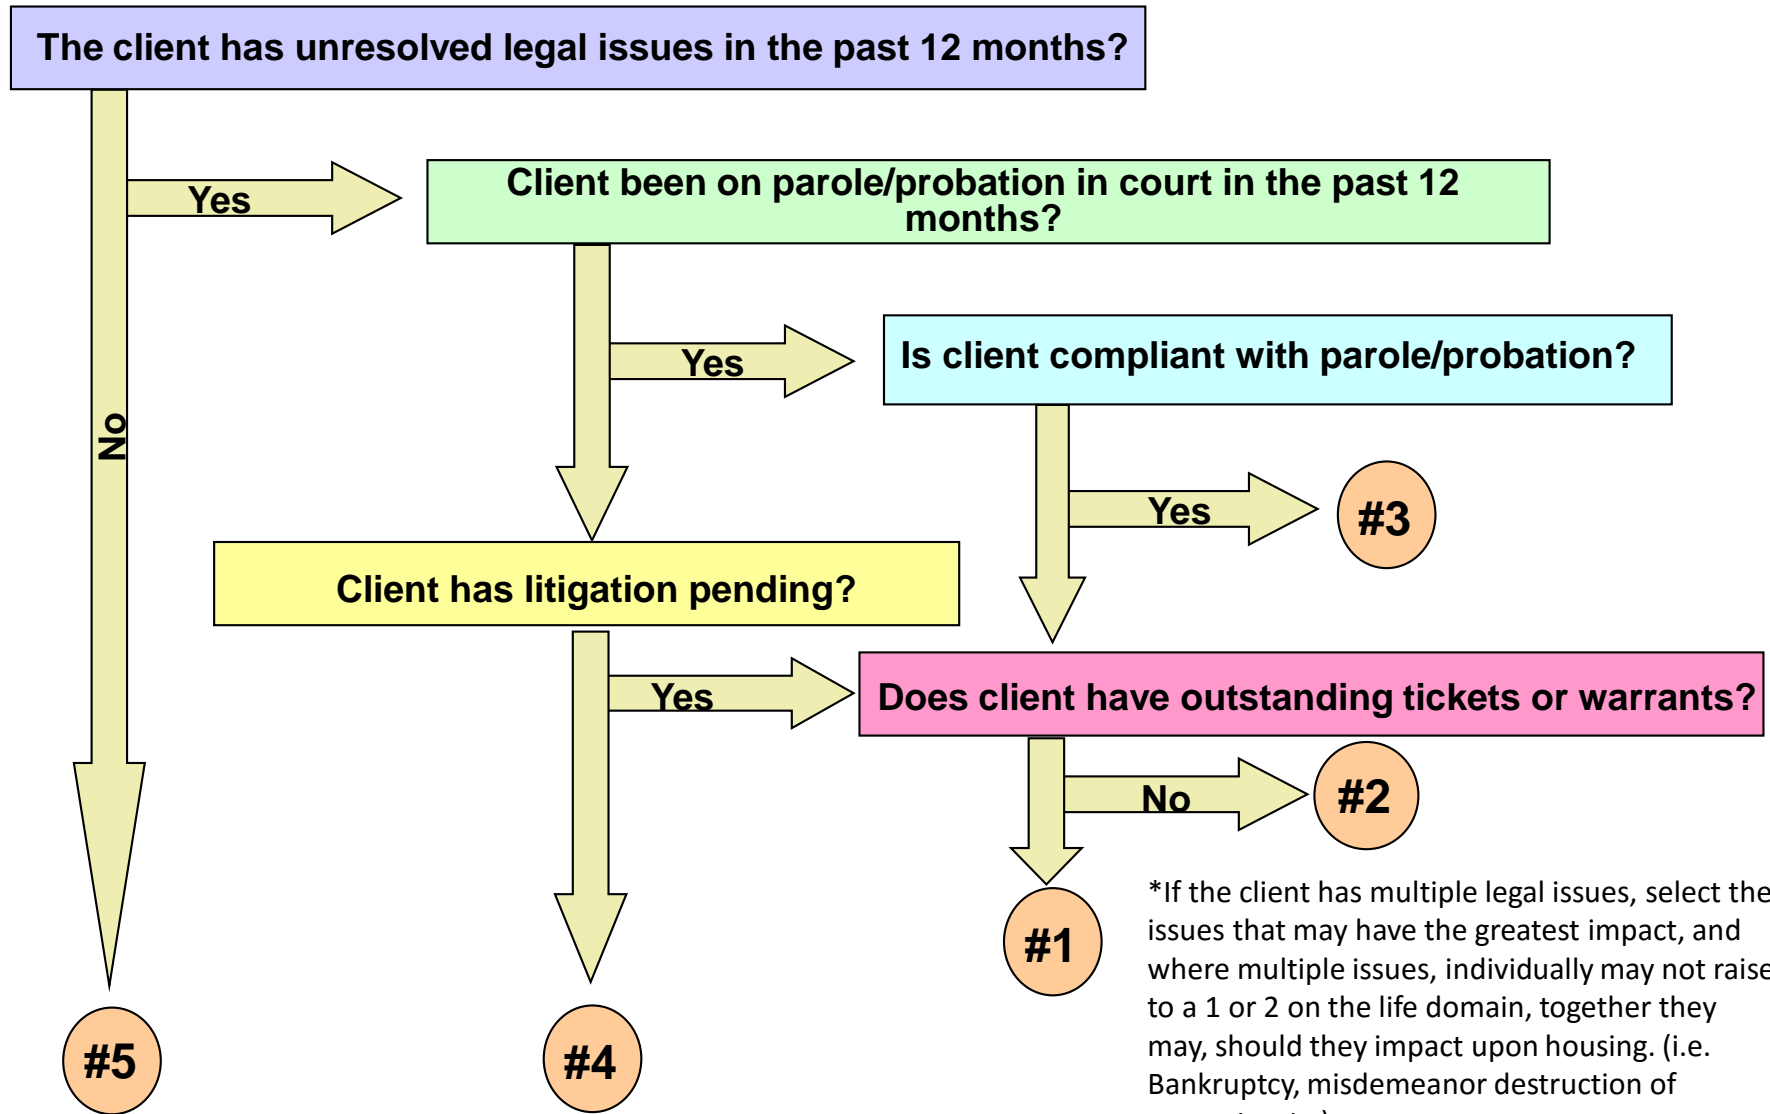 The client has unresolved legal issues in the past 12 months?
Yes
Client been on parole/probation in court in the past 12
months?
Yes
Is client compliant with parole/probation?
No
Yes
#3
Client has litigation pending?
Yes
Does client have outstanding tickets or warrants?
No
#2
#1
*If the client has multiple legal issues, select the
issues that may have the greatest impact, and
where multiple issues, individually may not raise
to a 1 or 2 on the life domain, together they
may, should they impact upon housing. (i.e.
Bankruptcy, misdemeanor destruction of
#5
#4